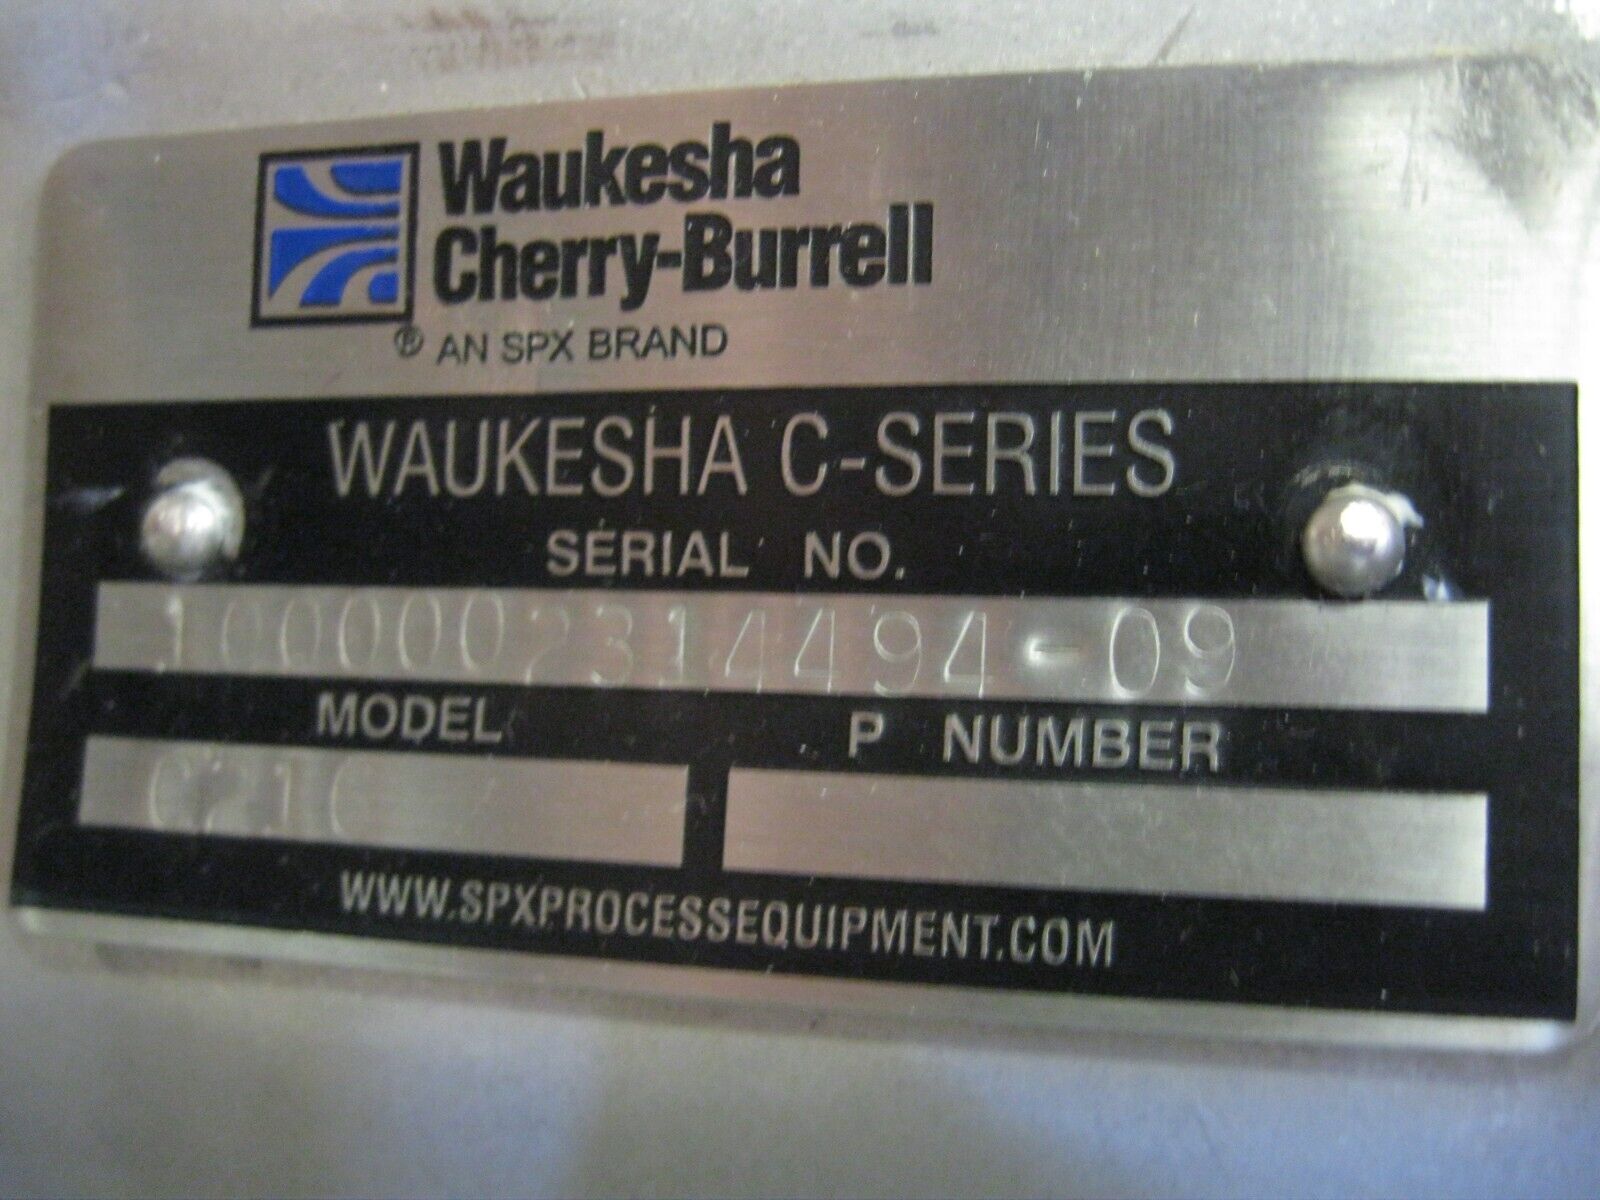 Waukesha
Cherry-Burrell
® AN SPX BRAND
WAUKESHA C-SERIES
SERIAL NO.
1000002314494-09
MODEL P NUMBER
C216
WWW.SPXPROCESSEQUIPMENT.COM